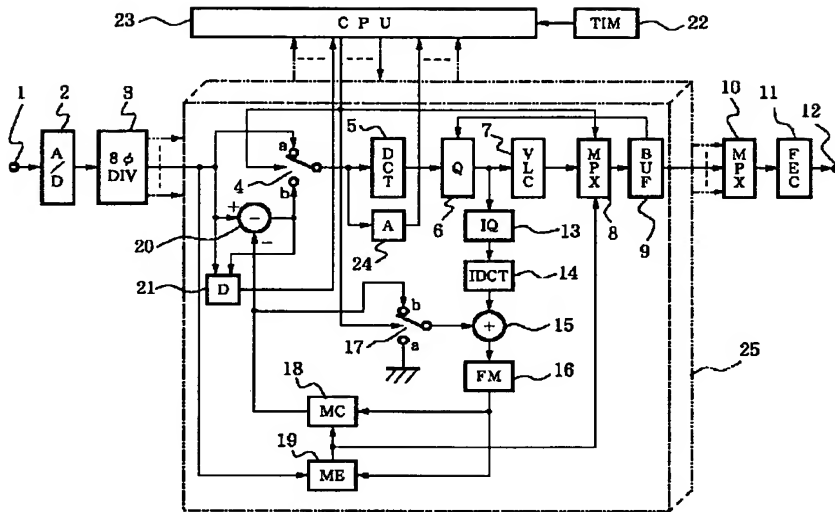 23
C P U
TIM
22
1
2
3
A/D
8φ DIV
a
4
b
5
DCT
6
Q
7
VLC
8
MPX
9
BUF
10
MPX
11
FEC
12
+
−
20
−
21
D
A
24
IQ
13
IDCT
14
b
17
a
+
15
FM
16
25
18
MC
19
ME